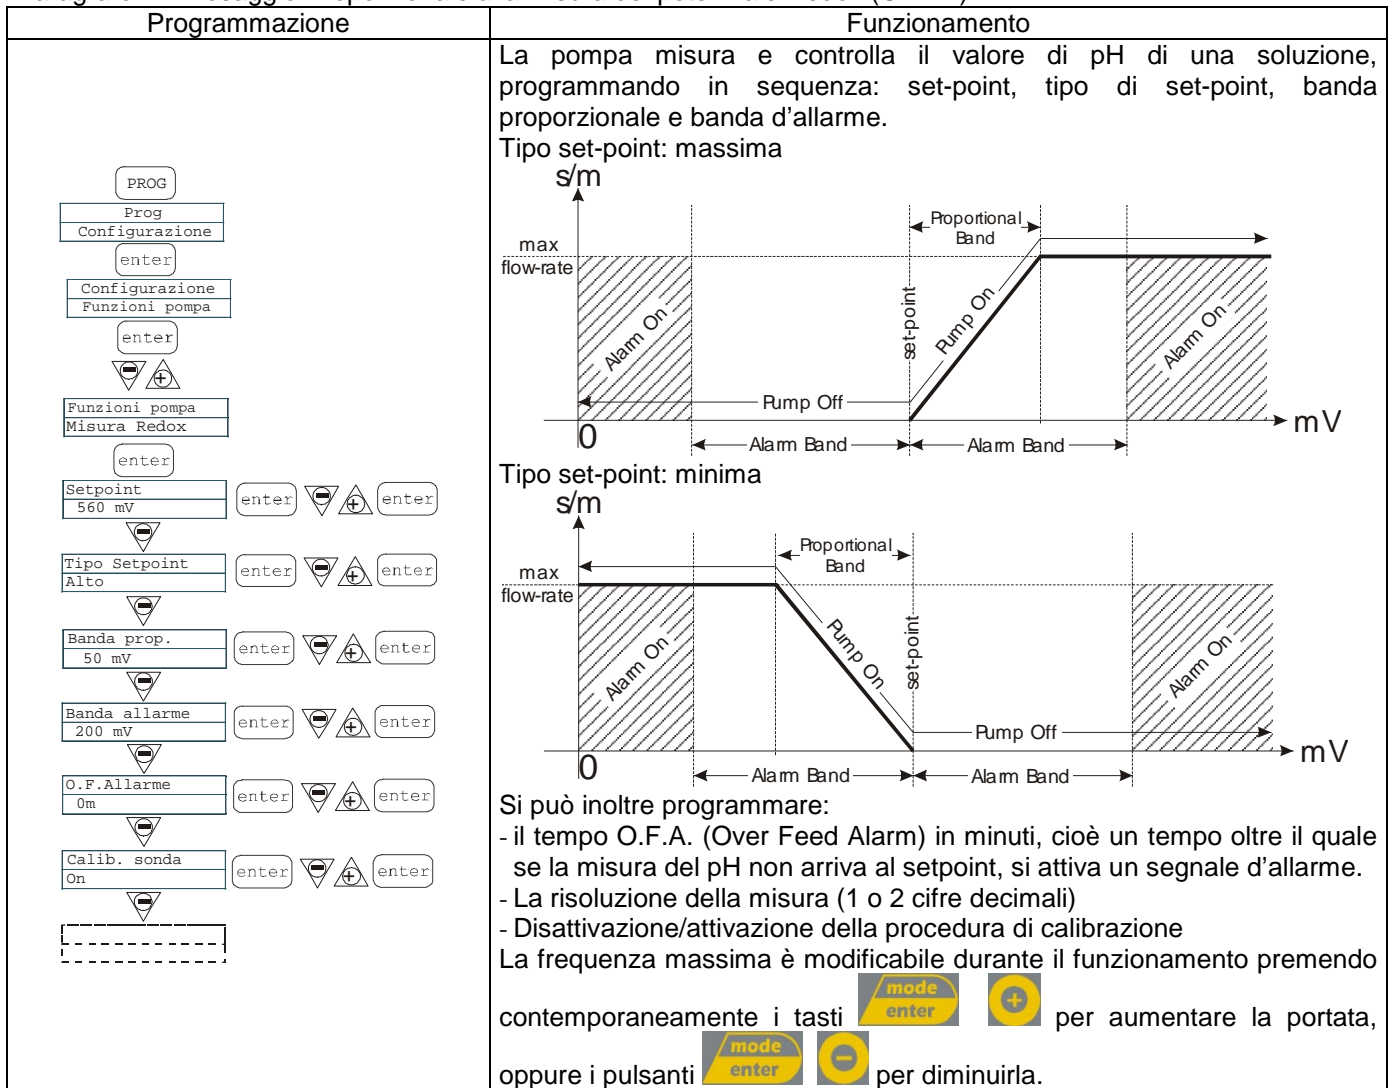 Programmazione
Funzionamento
PROG
Prog
Configurazione
enter
Configurazione
Funzioni pompa
enter
Funzioni pompa
Misura Redox
enter
Setpoint
560 mV
enter
enter
Tipo Setpoint
Alto
enter
enter
Banda prop.
50 mV
enter
enter
Banda allarme
200 mV
enter
enter
O.F.Allarme
0m
enter
enter
Calib. sonda
On
enter
enter
La pompa misura e controlla il valore di pH di una soluzione,
programmando in sequenza: set-point, tipo di set-point, banda
proporzionale e banda d'allarme.
Tipo set-point: massima
s/m
Proportional
Band
max
flow-rate
Alarm On
set-point
Pump On
Alarm On
Pump Off
mV
0
Alarm Band
Alarm Band
Tipo set-point: minima
s/m
Proportional
Band
max
flow-rate
Alarm On
Pump On
set-point
Alarm On
Pump Off
mV
0
Alarm Band
Alarm Band
Si può inoltre programmare:
- il tempo O.F.A. (Over Feed Alarm) in minuti, cioè un tempo oltre il quale
se la misura del pH non arriva al setpoint, si attiva un segnale d'allarme.
- La risoluzione della misura (1 o 2 cifre decimali)
- Disattivazione/attivazione della procedura di calibrazione
La frequenza massima è modificabile durante il funzionamento premendo
contemporaneamente i tasti mode enter + per aumentare la portata,
oppure i pulsanti mode enter - per diminuirla.